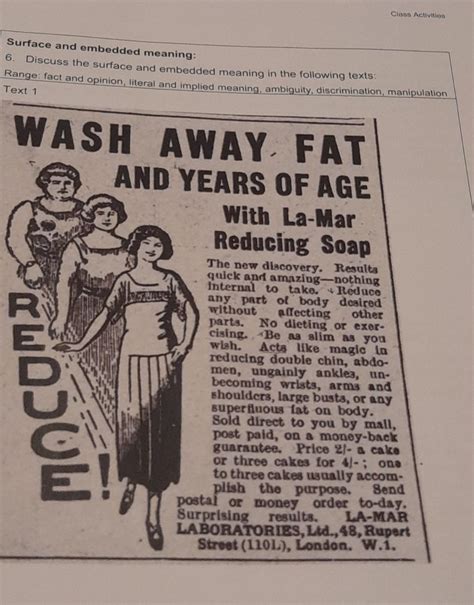 Class Activities
Surface and embedded meaning:
6. Discuss the surface and embedded meaning in the following texts:
Range: fact and opinion, literal and implied meaning, ambiguity, discrimination, manipulation
Text 1
WASH AWAY FAT
AND YEARS OF AGE
With La-Mar
Reducing Soap
The new discovery. Results
quick and amazing—nothing
internal to take. Reduce
any part of body desired
without affecting other
parts. No dieting or exer-
cising. Be as slim as you
wish. Acts like magic in
reducing double chin, abdo-
men, ungainly ankles, un-
becoming wrists, arms and
shoulders, large busts, or any
superfluous fat on body.
Sold direct to you by mail,
post paid, on a money-back
guarantee. Price 2/- a cake
or three cakes for 4/-; one
to three cakes usually accom-
plish the purpose. Send
postal or money order to-day.
Surprising results. LA-MAR
LABORATORIES, Ltd., 48, Rupert
Street (110L), London. W.1.
REDUCE!